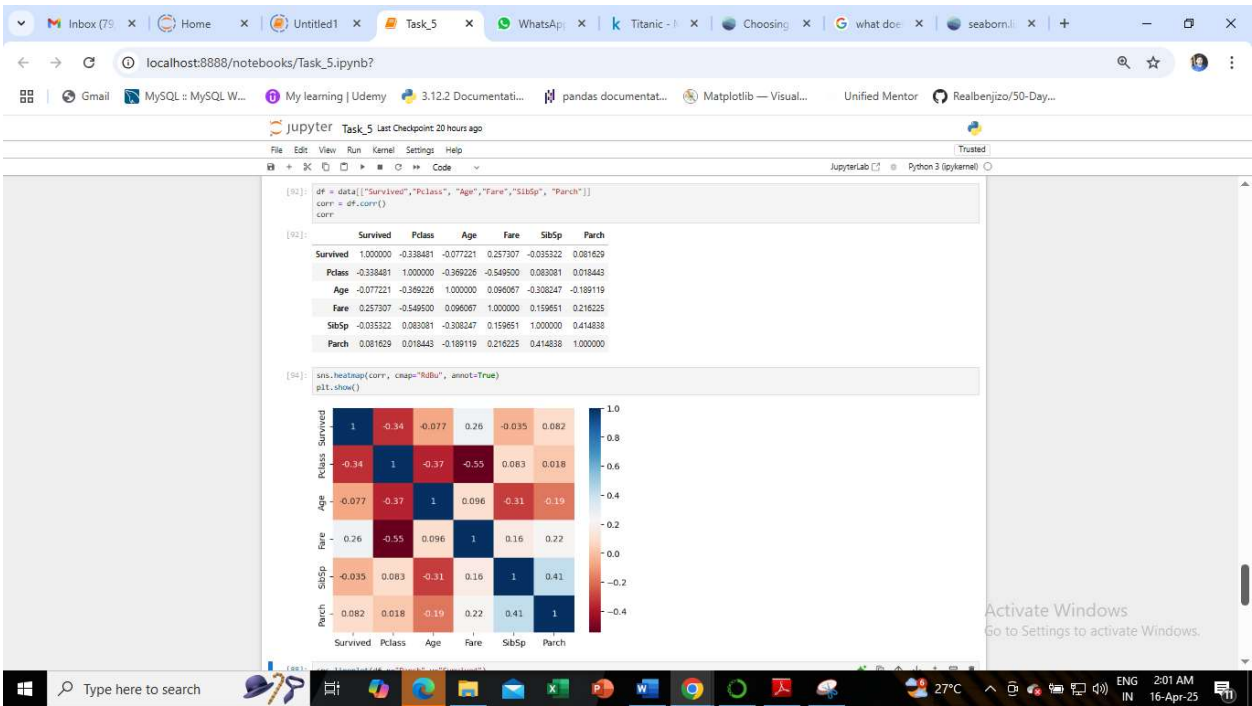 Inbox (79,
Home
Untitled1
Task_5
WhatsAp
Titanic -
Choosing
what doe
seaborn.
localhost:8888/notebooks/Task_5.ipynb?
Gmail
MySQL :: MySQL W...
My learning | Udemy
3.12.2 Documentati...
pandas documentat...
Matplotlib — Visual...
Unified Mentor
Realbenjizo/50-Day...
jupyter Task_5 Last Checkpoint: 20 hours ago
File Edit View Run Kernel Settings Help
Trusted
Code
JupyterLab
Python 3 (ipykernel)
[92]: df = data[["Survived","Pclass", "Age","Fare","SibSp", "Parch"]]
corr = df.corr()
corr
[92]: Survived Pclass Age Fare SibSp Parch
Survived 1.000000 -0.338481 -0.077221 0.257307 -0.035322 0.081629
Pclass -0.338481 1.000000 -0.369226 -0.549500 0.083081 0.018443
Age -0.077221 -0.369226 1.000000 0.096067 -0.308247 -0.189119
Fare 0.257307 -0.549500 0.096067 1.000000 0.159651 0.216225
SibSp -0.035322 0.083081 -0.308247 0.159651 1.000000 0.414838
Parch 0.081629 0.018443 -0.189119 0.216225 0.414838 1.000000
[94]: sns.heatmap(corr, cmap="RdBu", annot=True)
plt.show()
Survived 1 -0.34 -0.077 0.26 -0.035 0.082
Pclass -0.34 1 -0.37 -0.55 0.083 0.018
Age -0.077 -0.37 1 0.096 -0.31 -0.19
Fare 0.26 -0.55 0.096 1 0.16 0.22
SibSp -0.035 0.083 -0.31 0.16 1 0.41
Parch 0.082 0.018 -0.19 0.22 0.41 1
Survived Pclass Age Fare SibSp Parch
1.0
0.8
0.6
0.4
0.2
0.0
-0.2
-0.4
Activate Windows
Go to Settings to activate Windows.
Type here to search
27°C
ENG
IN
2:01 AM
16-Apr-25